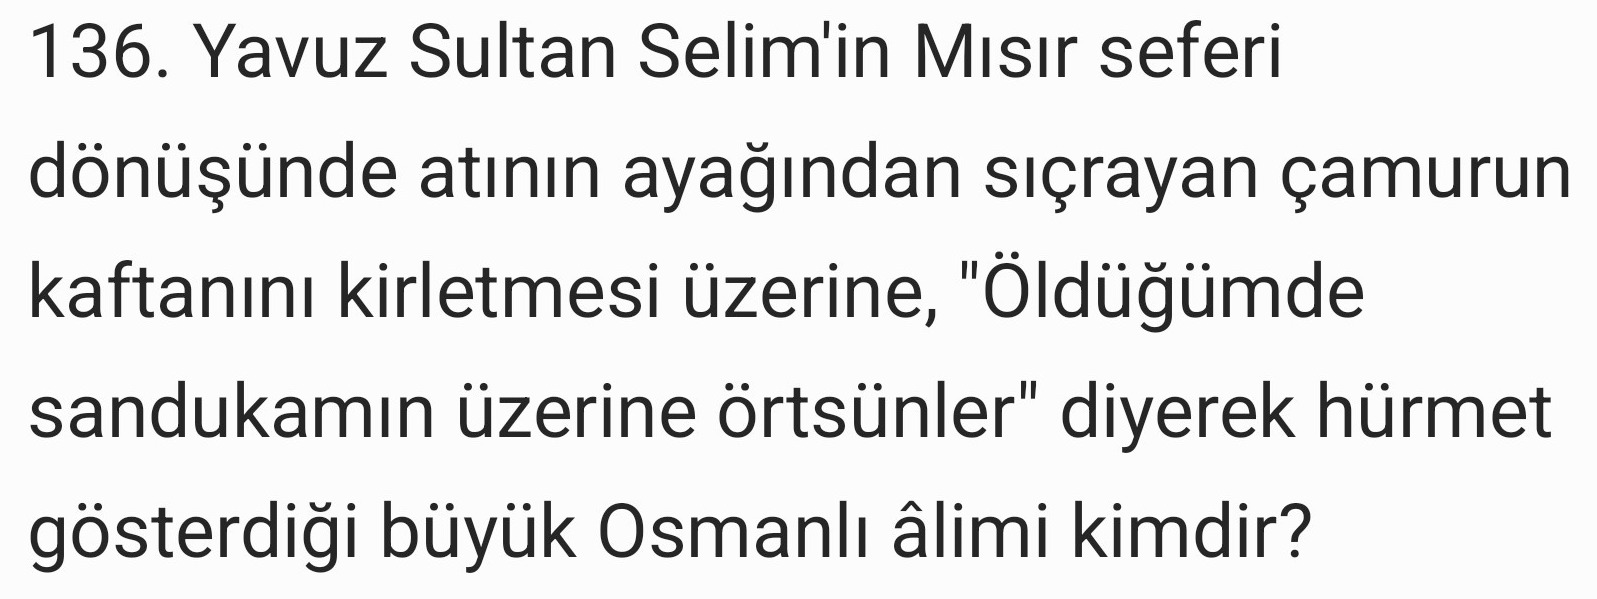 136. Yavuz Sultan Selim'in Mısır seferi
dönüşünde atının ayağından sıçrayan çamurun
kaftanını kirletmesi üzerine, "Öldüğümde
sandukamın üzerine örtsünler" diyerek hürmet
gösterdiği büyük Osmanlı âlimi kimdir?